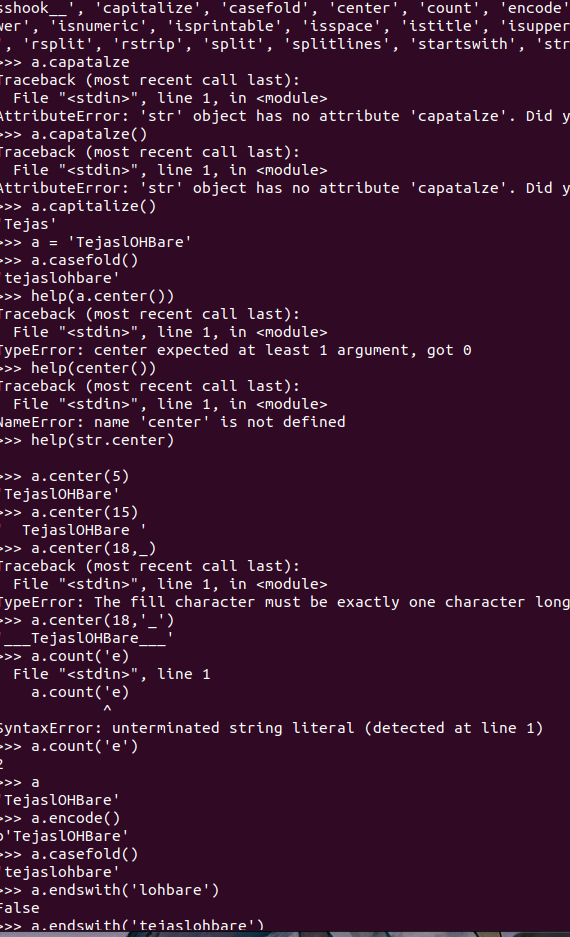 sshook__', 'capitalize', 'casefold', 'center', 'count', 'encode'
wer', 'isnumeric', 'isprintable', 'isspace', 'istitle', 'isupper
', 'rsplit', 'rstrip', 'split', 'splitlines', 'startswith', 'str
>>> a.capatalze
Traceback (most recent call last):
  File "<stdin>", line 1, in <module>
AttributeError: 'str' object has no attribute 'capatalze'. Did y
>>> a.capatalze()
Traceback (most recent call last):
  File "<stdin>", line 1, in <module>
AttributeError: 'str' object has no attribute 'capatalze'. Did y
>>> a.capitalize()
'Tejas'
>>> a = 'TejaslOHBare'
>>> a.casefold()
'tejaslohbare'
>>> help(a.center())
Traceback (most recent call last):
  File "<stdin>", line 1, in <module>
TypeError: center expected at least 1 argument, got 0
>>> help(center())
Traceback (most recent call last):
  File "<stdin>", line 1, in <module>
NameError: name 'center' is not defined
>>> help(str.center)
>>> a.center(5)
'TejaslOHBare'
>>> a.center(15)
'  TejaslOHBare '
>>> a.center(18,_)
Traceback (most recent call last):
  File "<stdin>", line 1, in <module>
TypeError: The fill character must be exactly one character long
>>> a.center(18,'_')
'___TejaslOHBare___'
>>> a.count('e)
  File "<stdin>", line 1
    a.count('e)
            ^
SyntaxError: unterminated string literal (detected at line 1)
>>> a.count('e')
2
>>> a
'TejaslOHBare'
>>> a.encode()
b'TejaslOHBare'
>>> a.casefold()
'tejaslohbare'
>>> a.endswith('lohbare')
False
>>> a.endswith('tejaslohbare')